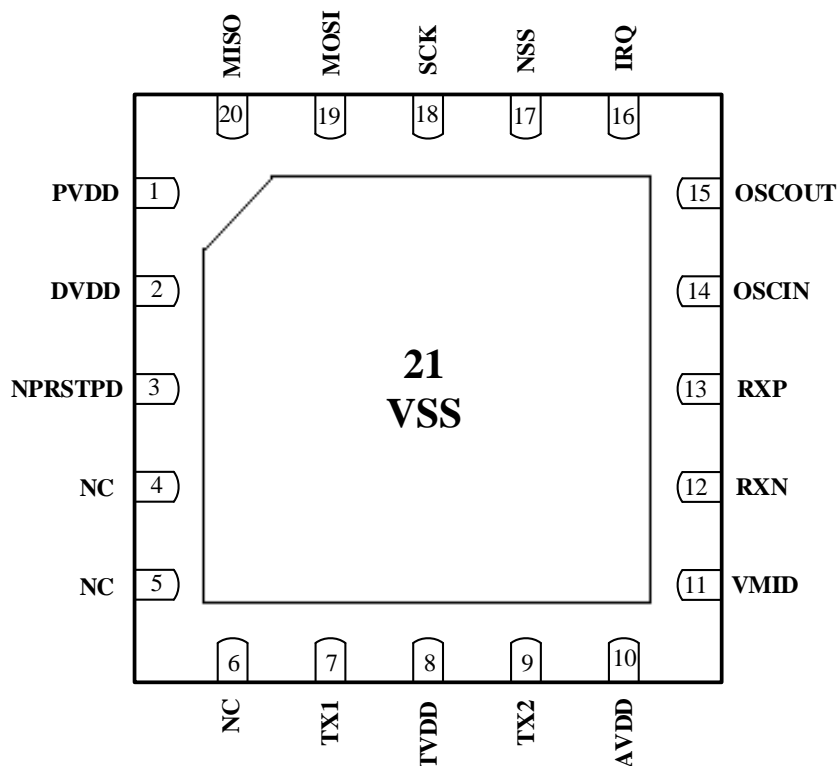 MISO
MOSI
SCK
NSS
IRQ
20
19
18
17
16
PVDD
1
15
OSCOUT
DVDD
2
14
OSCIN
NPRSTPD
3
13
RXP
21
VSS
NC
4
12
RXN
NC
5
11
VMID
6
7
8
9
10
NC
TX1
TVDD
TX2
AVDD